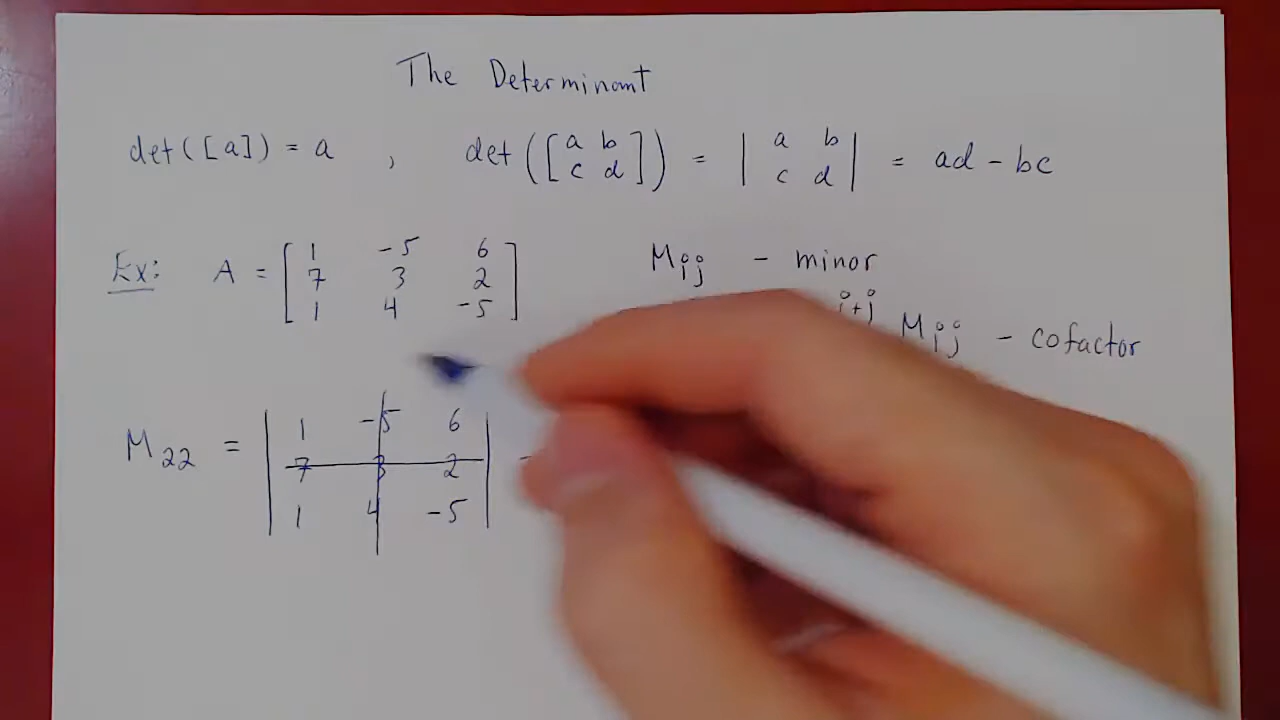 The Determinant
det([a]) = a , det([a b
c d]) = |a b
c d| = ad - bc
Ex: A = [1 -5 6
7 3 2
1 4 -5]
Mij - minor
i+j Mij - cofactor
M22 = |1 -5 6
7 3 2
1 4 -5|